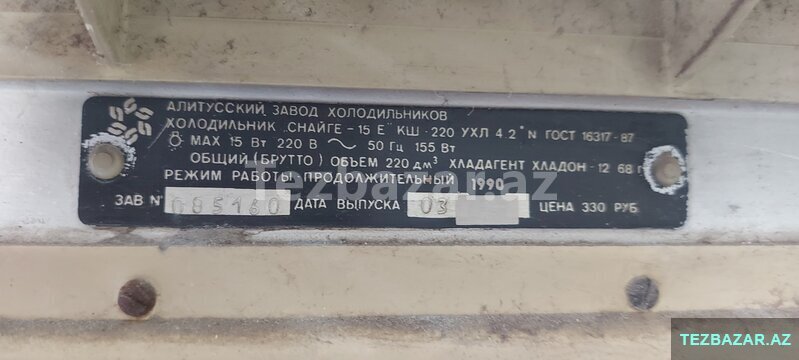 АЛИТУССКИЙ ЗАВОД ХОЛОДИЛЬНИКОВ
ХОЛОДИЛЬНИК „СНАЙГЕ - 15 Е" КШ - 220 УХЛ 4.2* N ГОСТ 16317-87
MAX 15 Вт 220 В ~ 50 Гц 155 Вт
ОБЩИЙ (БРУТТО) ОБЪЕМ 220 дм³ ХЛАДАГЕНТ ХЛАДОН - 12 68 г
РЕЖИМ РАБОТЫ ПРОДОЛЖИТЕЛЬНЫЙ 1990
ЗАВ N° 005160 ДАТА ВЫПУСКА 03 ЦЕНА 330 РУБ.
Tezbazar.Az
TEZBAZAR.AZ